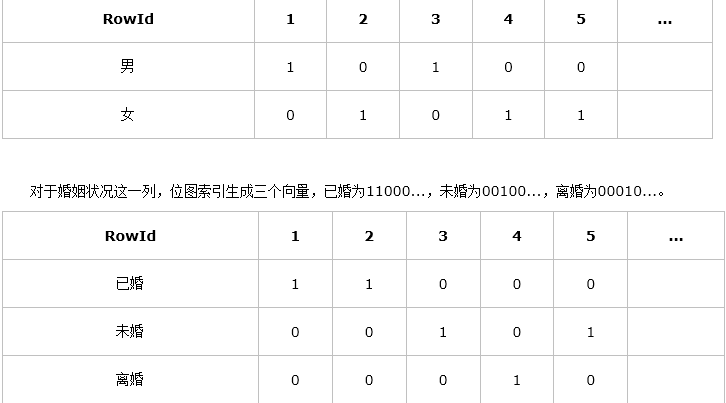 RowId 1 2 3 4 5 ...
男 1 0 1 0 0
女 0 1 0 1 1
对于婚姻状况这一列，位图索引生成三个向量，已婚为11000...，未婚为00100...，离婚为00010...。
RowId 1 2 3 4 5 ...
已婚 1 1 0 0 0
未婚 0 0 1 0 1
离婚 0 0 0 1 0